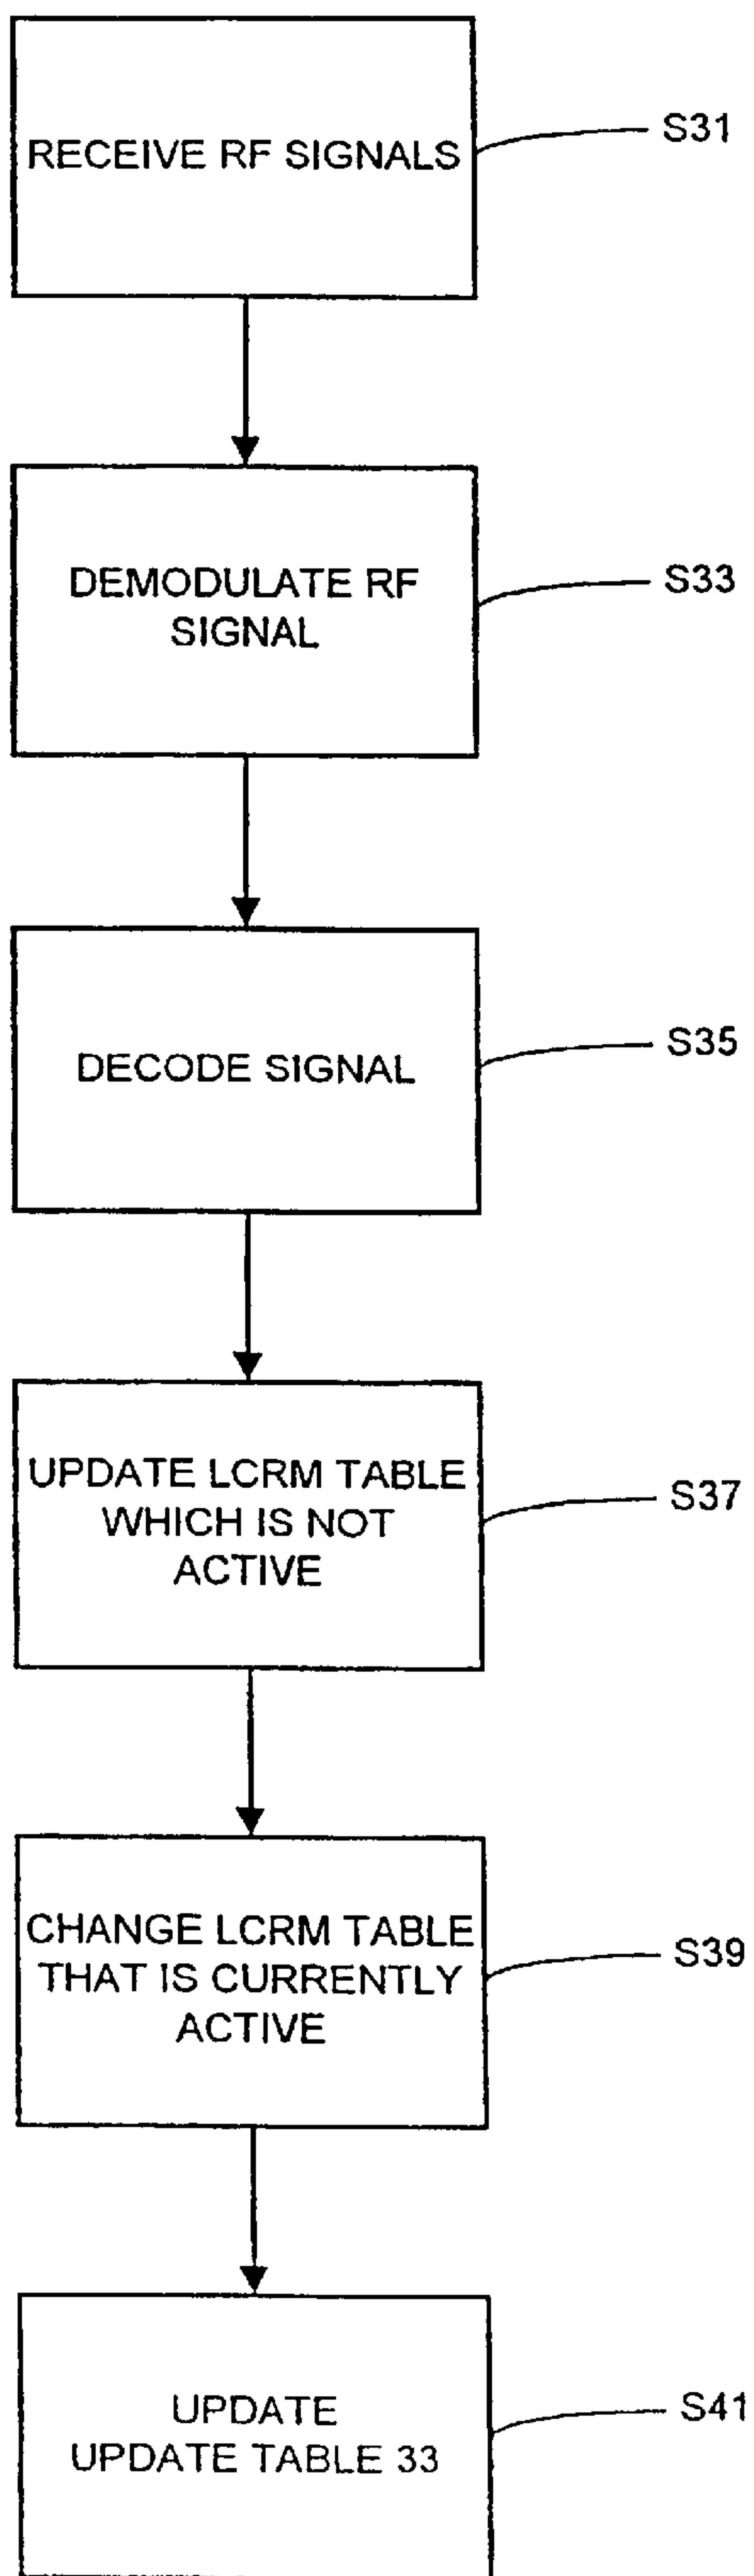 RECEIVE RF SIGNALS
S31
DEMODULATE RF
SIGNAL
S33
DECODE SIGNAL
S35
UPDATE LCRM TABLE
WHICH IS NOT
ACTIVE
S37
CHANGE LCRM TABLE
THAT IS CURRENTLY
ACTIVE
S39
UPDATE
UPDATE TABLE 33
S41